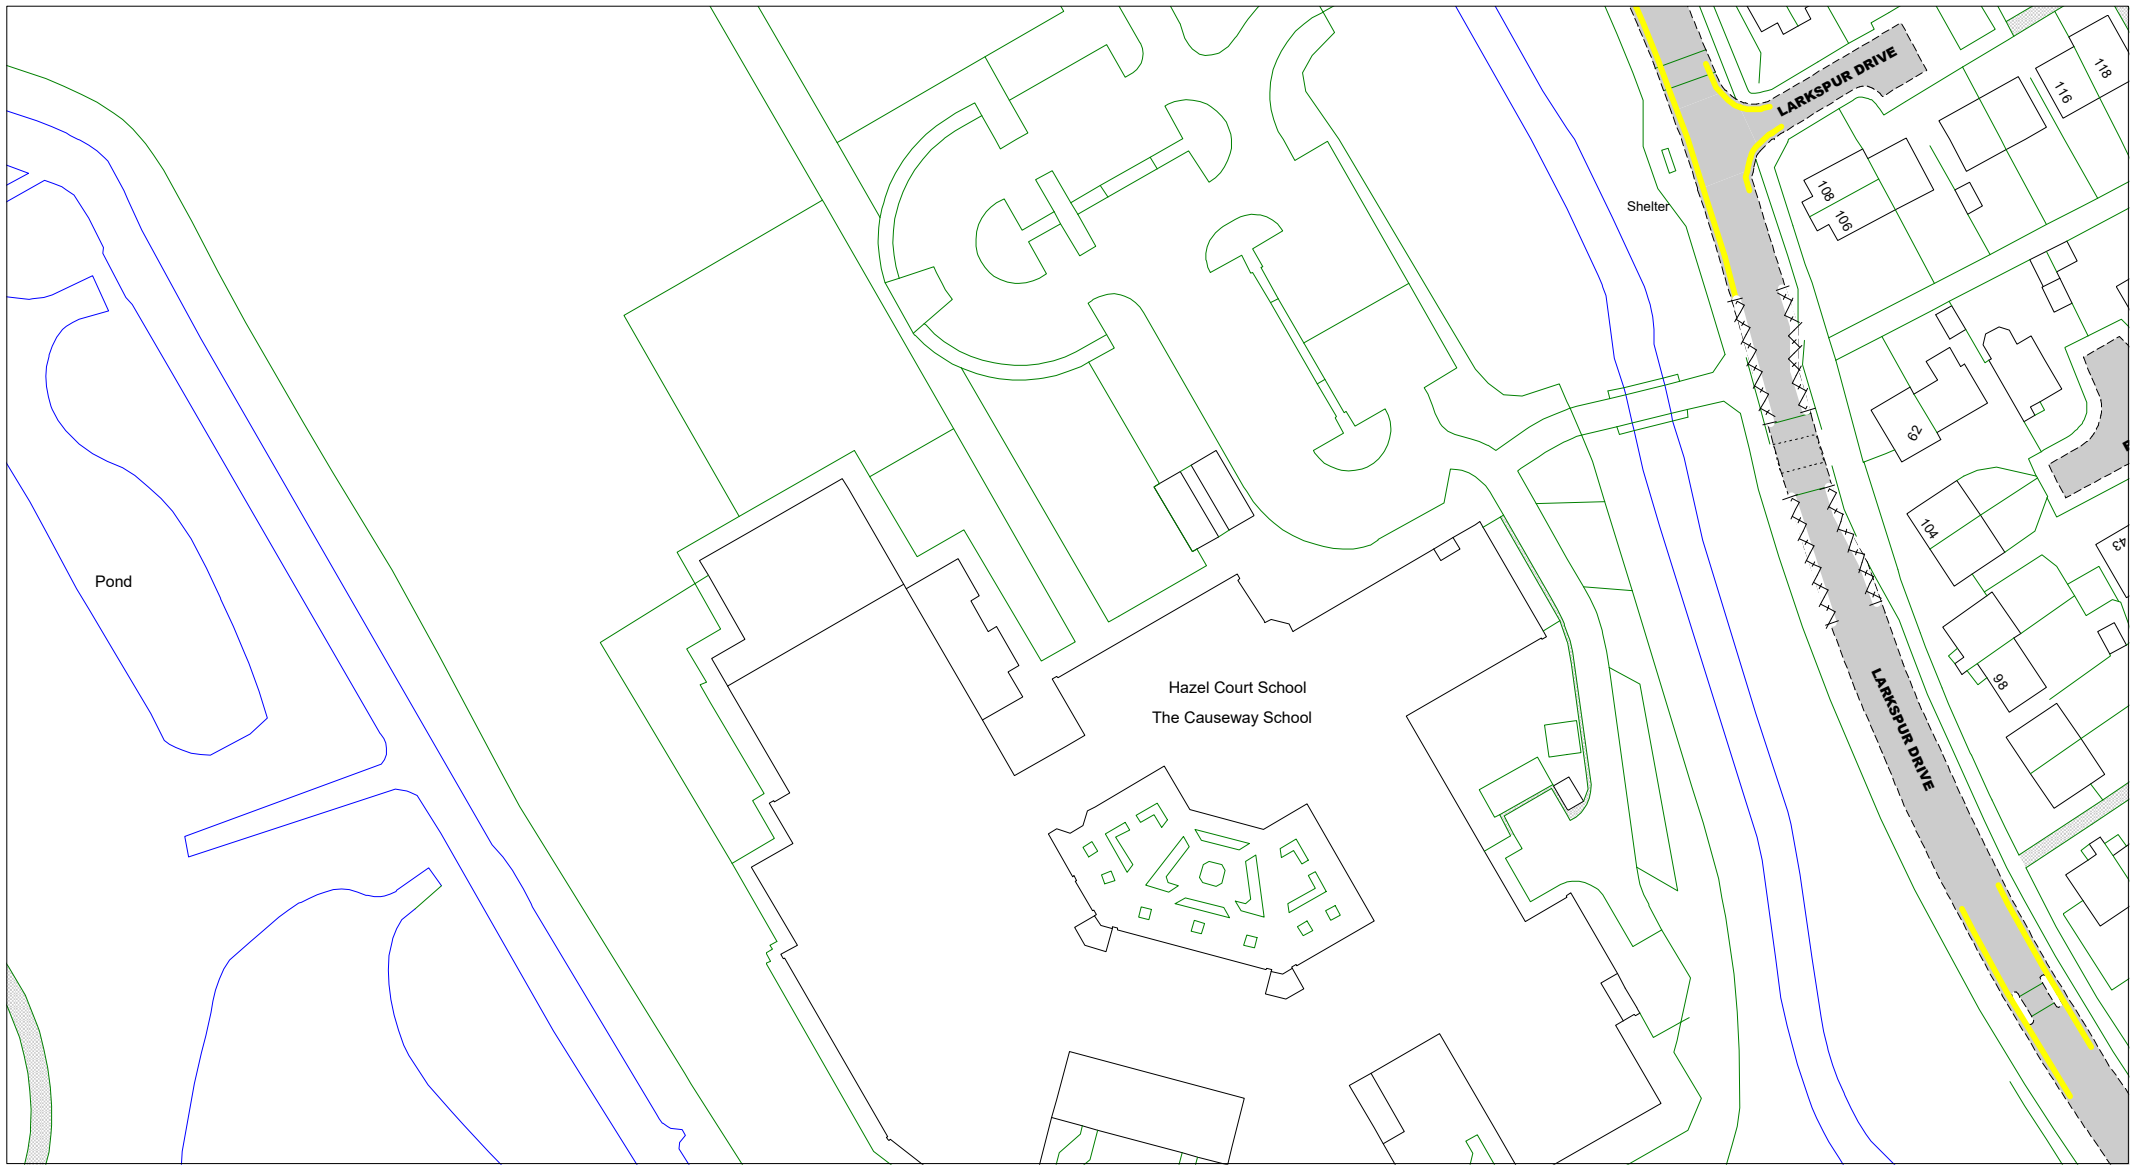 LARKSPUR DRIVE
118
116
108
106
Shelter
62
104
43
Pond
98
Hazel Court School
The Causeway School
LARKSPUR DRIVE